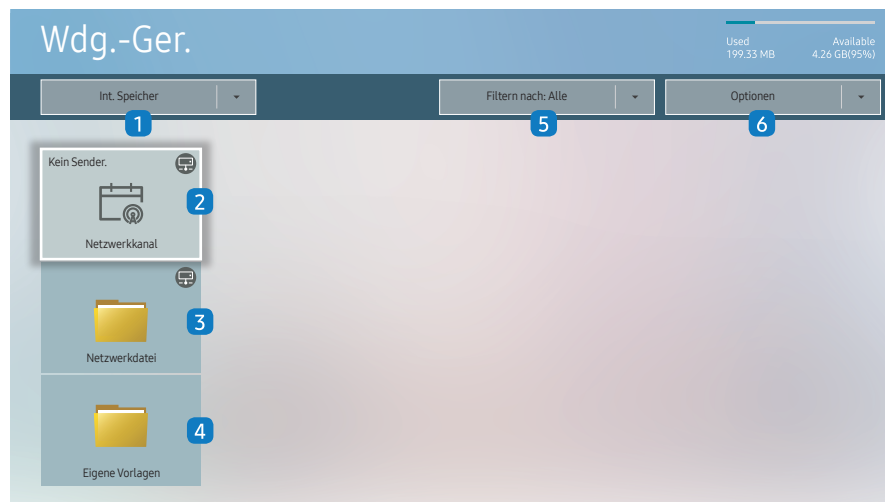 Wdg.-Ger.
Used Available
199.33 MB 4.26 GB(95%)
Int. Speicher Filtern nach: Alle Optionen
1 5 6
Kein Sender.
2
Netzwerkkanal
3
Netzwerkdatei
4
Eigene Vorlagen